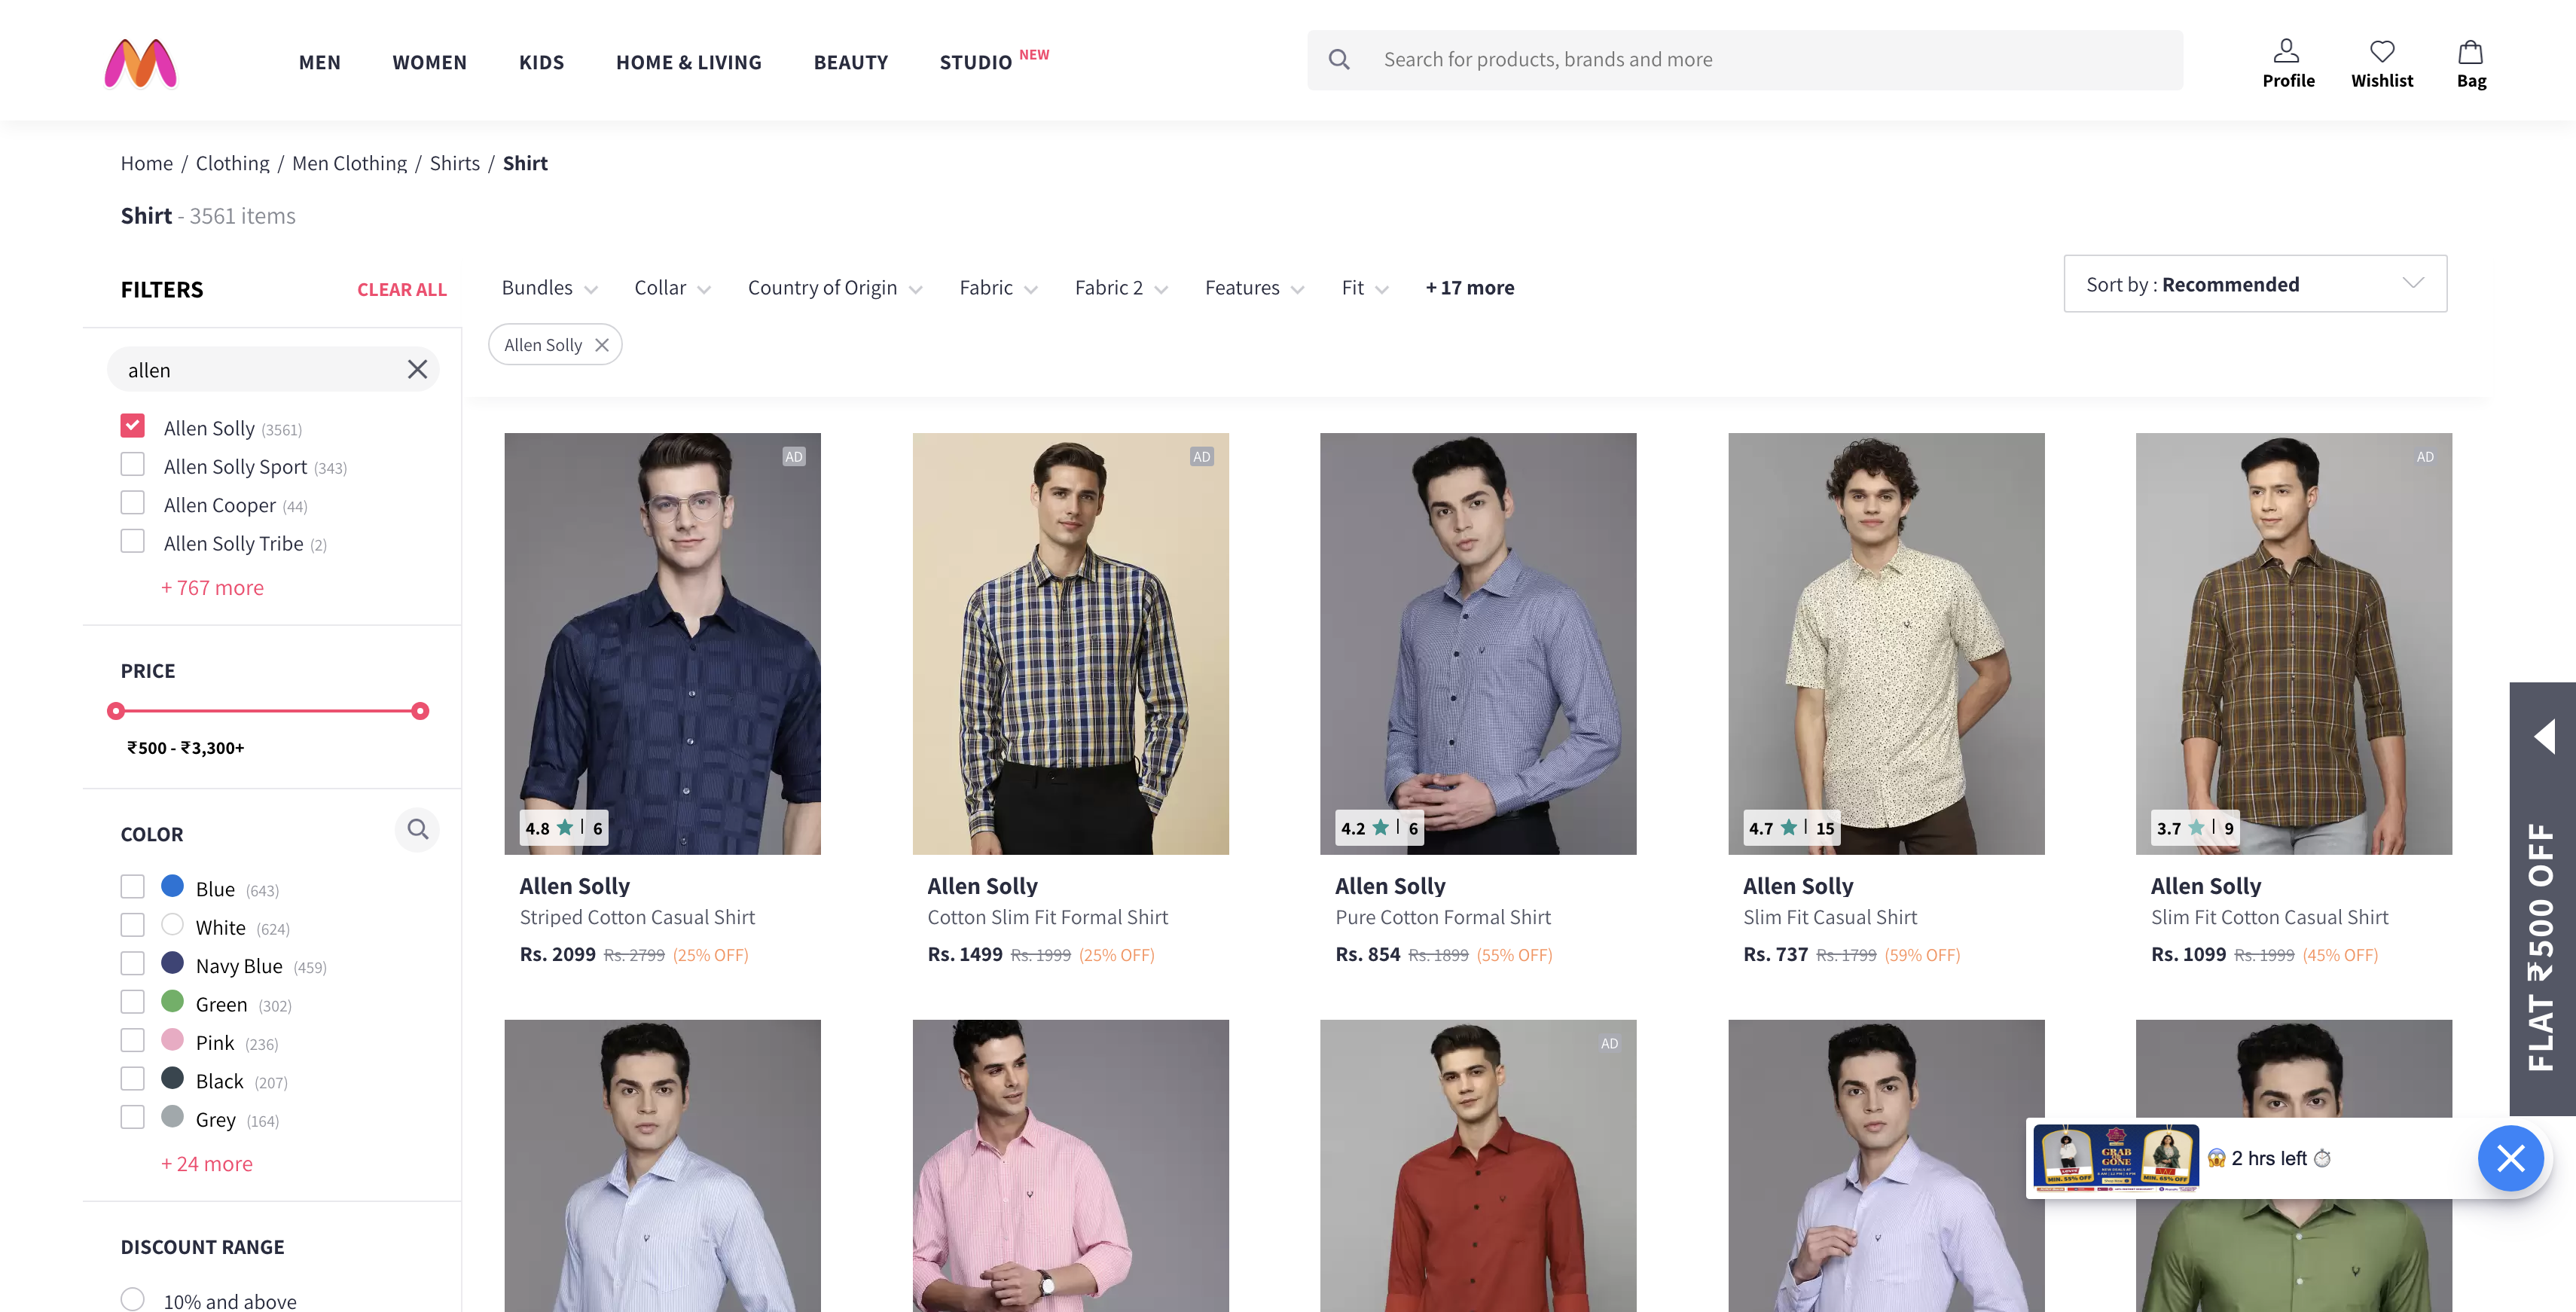 MEN WOMEN KIDS HOME & LIVING BEAUTY STUDIO NEW
Search for products, brands and more
Profile Wishlist Bag
Home / Clothing / Men Clothing / Shirts / Shirt
Shirt - 3561 items
FILTERS CLEAR ALL
Bundles Collar Country of Origin Fabric Fabric 2 Features Fit + 17 more
Sort by : Recommended
Allen Solly
allen
Allen Solly (3561)
Allen Solly Sport (343)
Allen Cooper (44)
Allen Solly Tribe (2)
+ 767 more
PRICE
₹500 - ₹3,300+
COLOR
Blue (643)
White (624)
Navy Blue (459)
Green (302)
Pink (236)
Black (207)
Grey (164)
+ 24 more
DISCOUNT RANGE
10% and above
AD
4.8 ★ | 6
Allen Solly
Striped Cotton Casual Shirt
Rs. 2099 Rs. 2799 (25% OFF)
AD
Allen Solly
Cotton Slim Fit Formal Shirt
Rs. 1499 Rs. 1999 (25% OFF)
4.2 ★ | 6
Allen Solly
Pure Cotton Formal Shirt
Rs. 854 Rs. 1899 (55% OFF)
4.7 ★ | 15
Allen Solly
Slim Fit Casual Shirt
Rs. 737 Rs. 1799 (59% OFF)
AD
3.7 ★ | 9
Allen Solly
Slim Fit Cotton Casual Shirt
Rs. 1099 Rs. 1999 (45% OFF)
AD
FLAT ₹500 OFF
GRAB
GONE
MIN. 55% OFF
MIN. 65% OFF
😱 2 hrs left ⏱